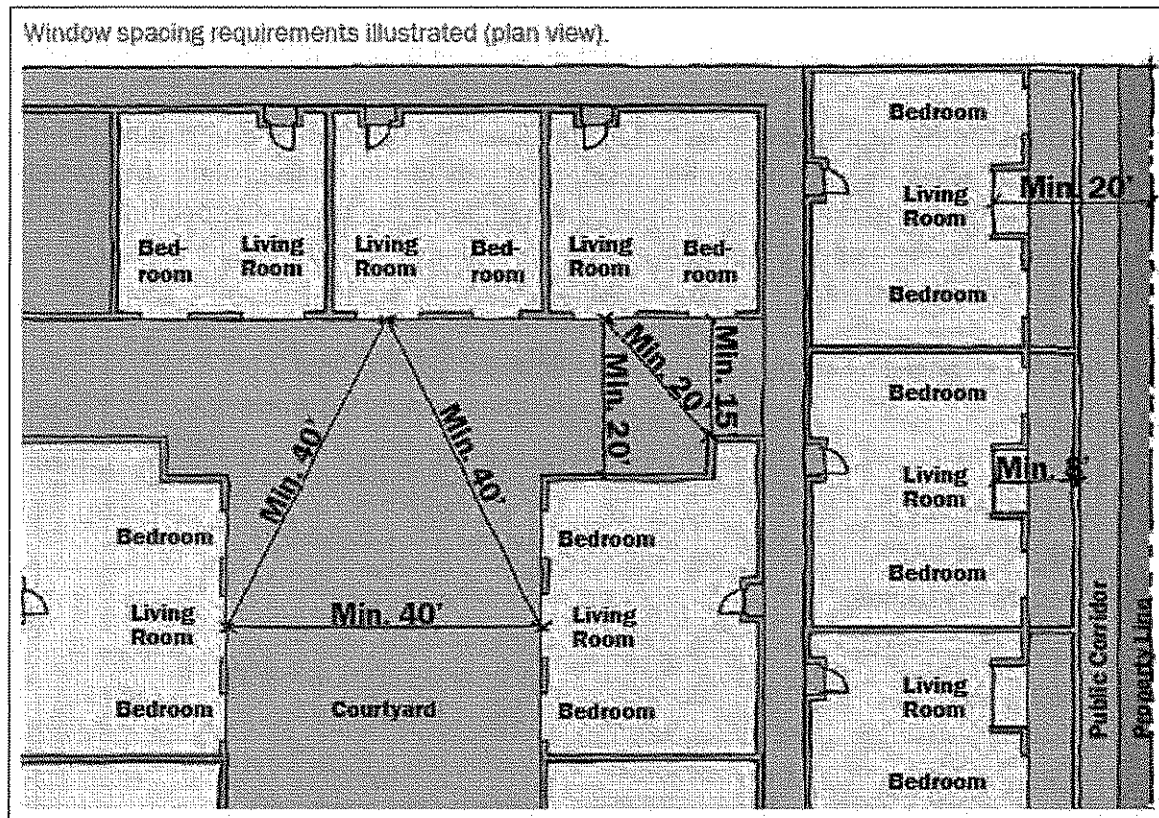 Window spacing requirements illustrated (plan view).
Bedroom
Living
Room
Min. 20'
Bedroom
Bed-
room
Living
Room
Living
Room
Bed-
room
Living
Room
Bed-
room
Min. 40'
Min. 40'
Min. 20'
Min. 20'
Min. 15'
Bedroom
Living
Room
Min.
Bedroom
Bedroom
Living
Room
Bedroom
Min. 40'
Bedroom
Living
Room
Bedroom
Courtyard
Living
Room
Bedroom
Public Corridor
Property Line